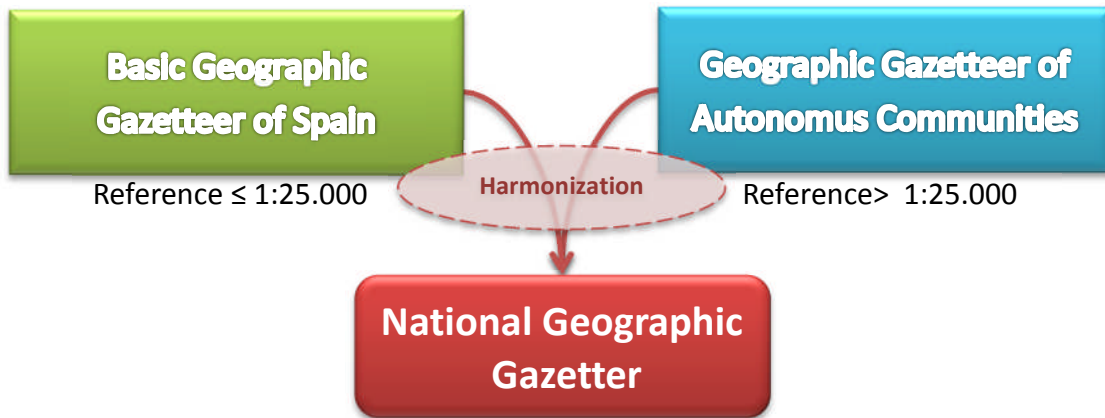 Basic Geographic
Gazetteer of Spain
Geographic Gazetteer of
Autonomus Communities
Reference ≤ 1:25.000
Harmonization
Reference> 1:25.000
National Geographic
Gazetter